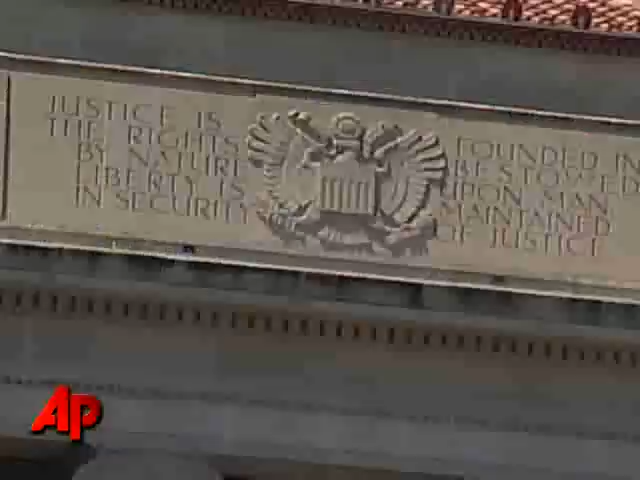 JUSTICE IS FOUNDED IN
THE RIGHTS BESTOWED
BY NATURE UPON MAN
LIBERTY IS MAINTAINED
IN SECURITY OF JUSTICE
AP